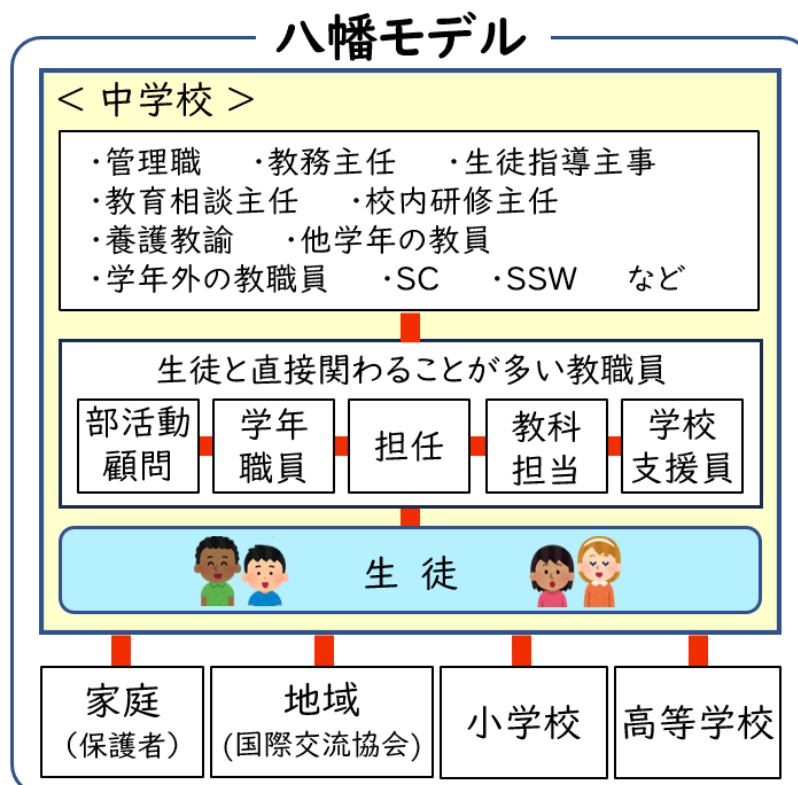 八幡モデル
< 中学校 >
・管理職 ・教務主任 ・生徒指導主事
・教育相談主任 ・校内研修主任
・養護教諭 ・他学年の教員
・学年外の教職員 ・SC ・SSW など
生徒と直接関わることが多い教職員
部活動
顧問
学年
職員
担任
教科
担当
学校
支援員
生 徒
家庭
（保護者）
地域
(国際交流協会)
小学校
高等学校